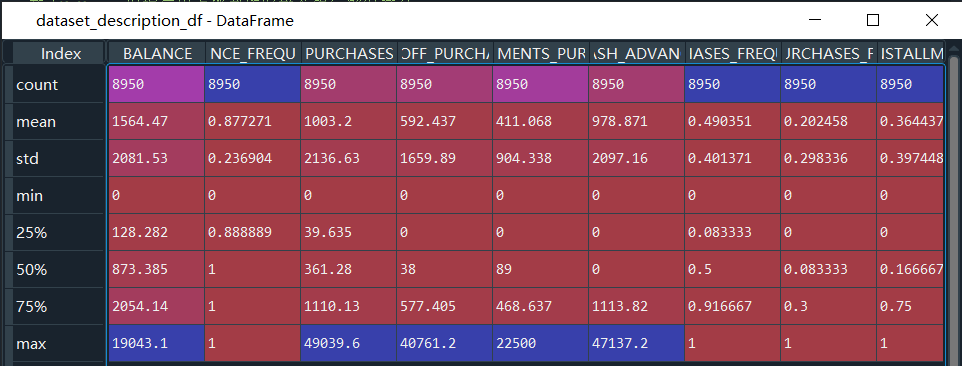 dataset_description_df - DataFrame
Index BALANCE NCE_FREQU PURCHASES OFF_PURCHA MENTS_PUR ASH_ADVAN IASES_FREQ URCHASES_F ISTALLM
count 8950 8950 8950 8950 8950 8950 8950 8950 8950
mean 1564.47 0.877271 1003.2 592.437 411.068 978.871 0.490351 0.202458 0.364437
std 2081.53 0.236904 2136.63 1659.89 904.338 2097.16 0.401371 0.298336 0.397448
min 0 0 0 0 0 0 0 0 0
25% 128.282 0.888889 39.635 0 0 0 0.083333 0 0
50% 873.385 1 361.28 38 89 0 0.5 0.083333 0.166667
75% 2054.14 1 1110.13 577.405 468.637 1113.82 0.916667 0.3 0.75
max 19043.1 1 49039.6 40761.2 22500 47137.2 1 1 1